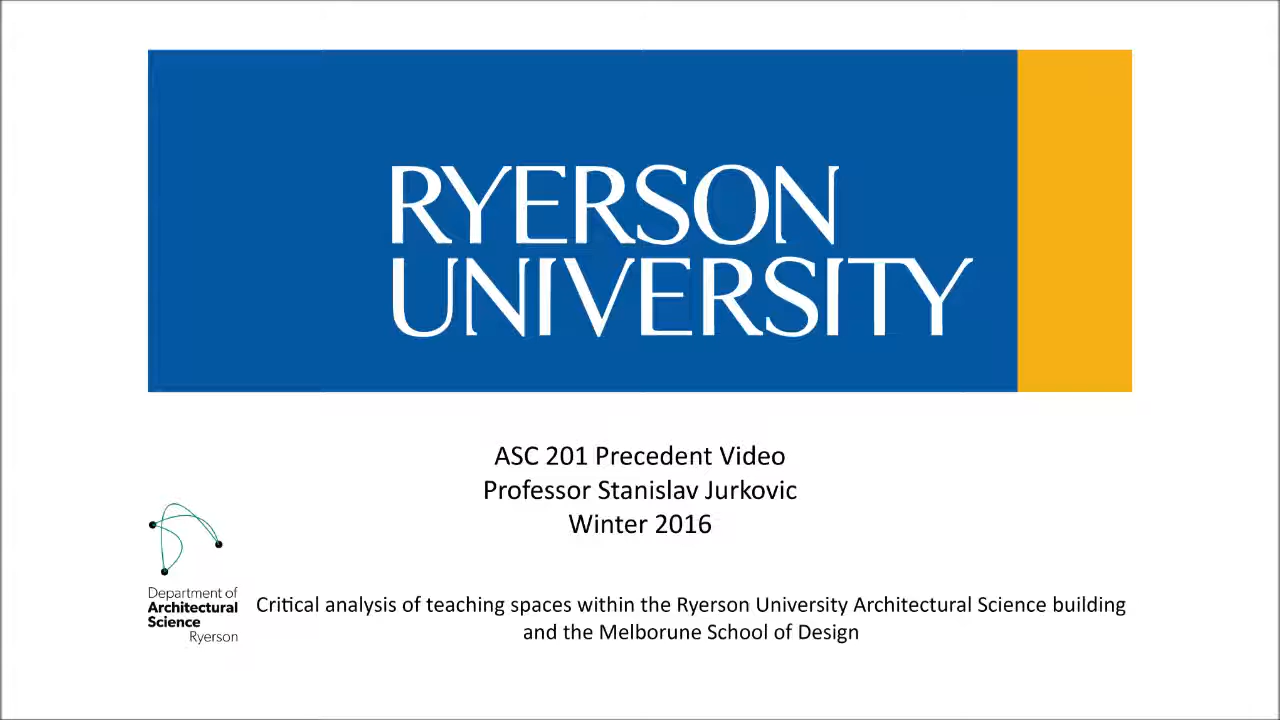 RYERSON
UNIVERSITY
ASC 201 Precedent Video
Professor Stanislav Jurkovic
Winter 2016
Department of
Architectural
Science
Ryerson
Critical analysis of teaching spaces within the Ryerson University Architectural Science building
and the Melborune School of Design